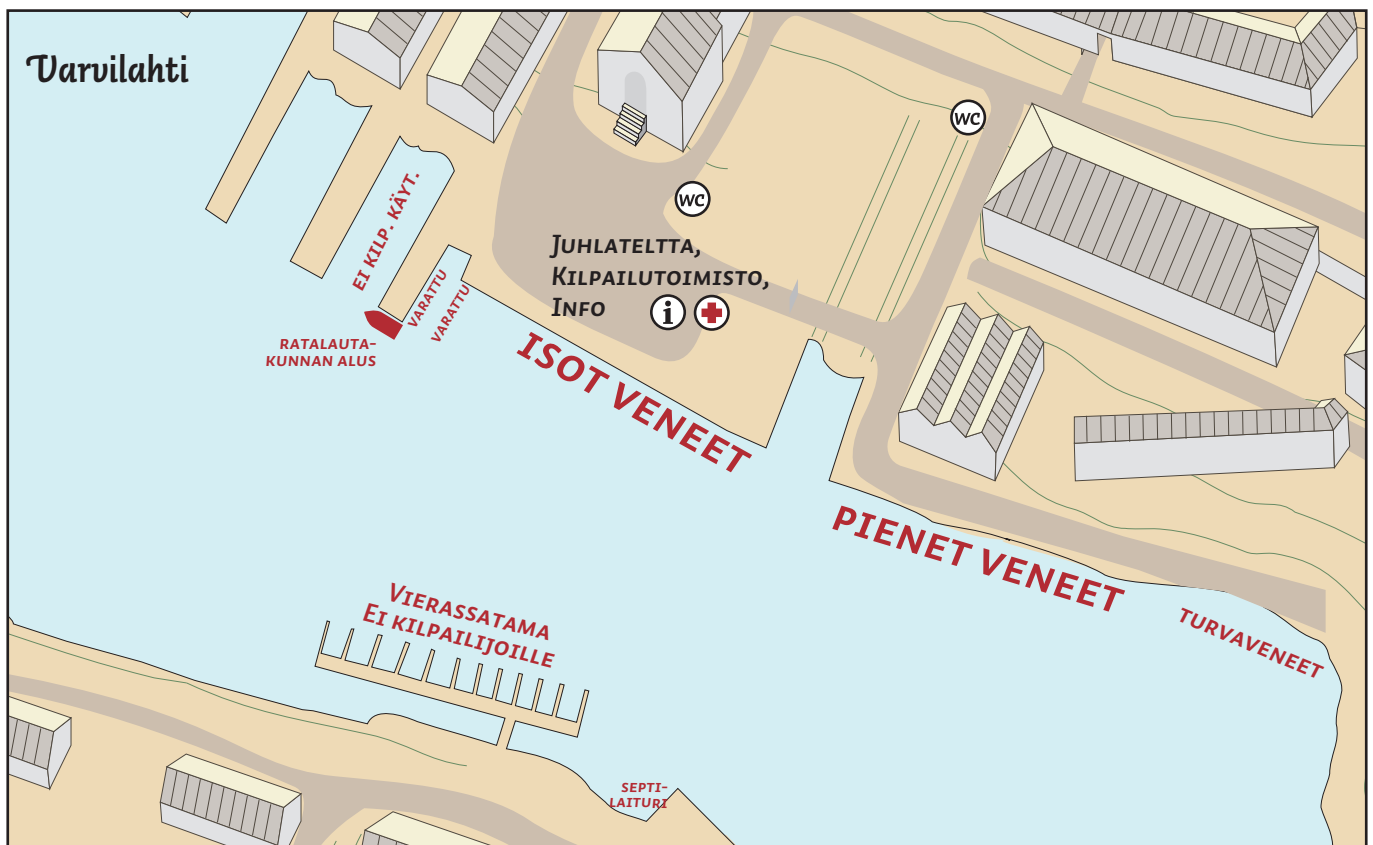 Varvilahti
WC
WC
EI KILP. KÄYT.
VARATTU
VARATTU
JUHLATELTTA,
KILPAILUTOIMISTO,
INFO
i
RATALAUTA-
KUNNAN ALUS
ISOT VENEET
PIENET VENEET
TURVAVENEET
VIERASSATAMA
EI KILPAILIJOILLE
SEPTI-
LAITURI